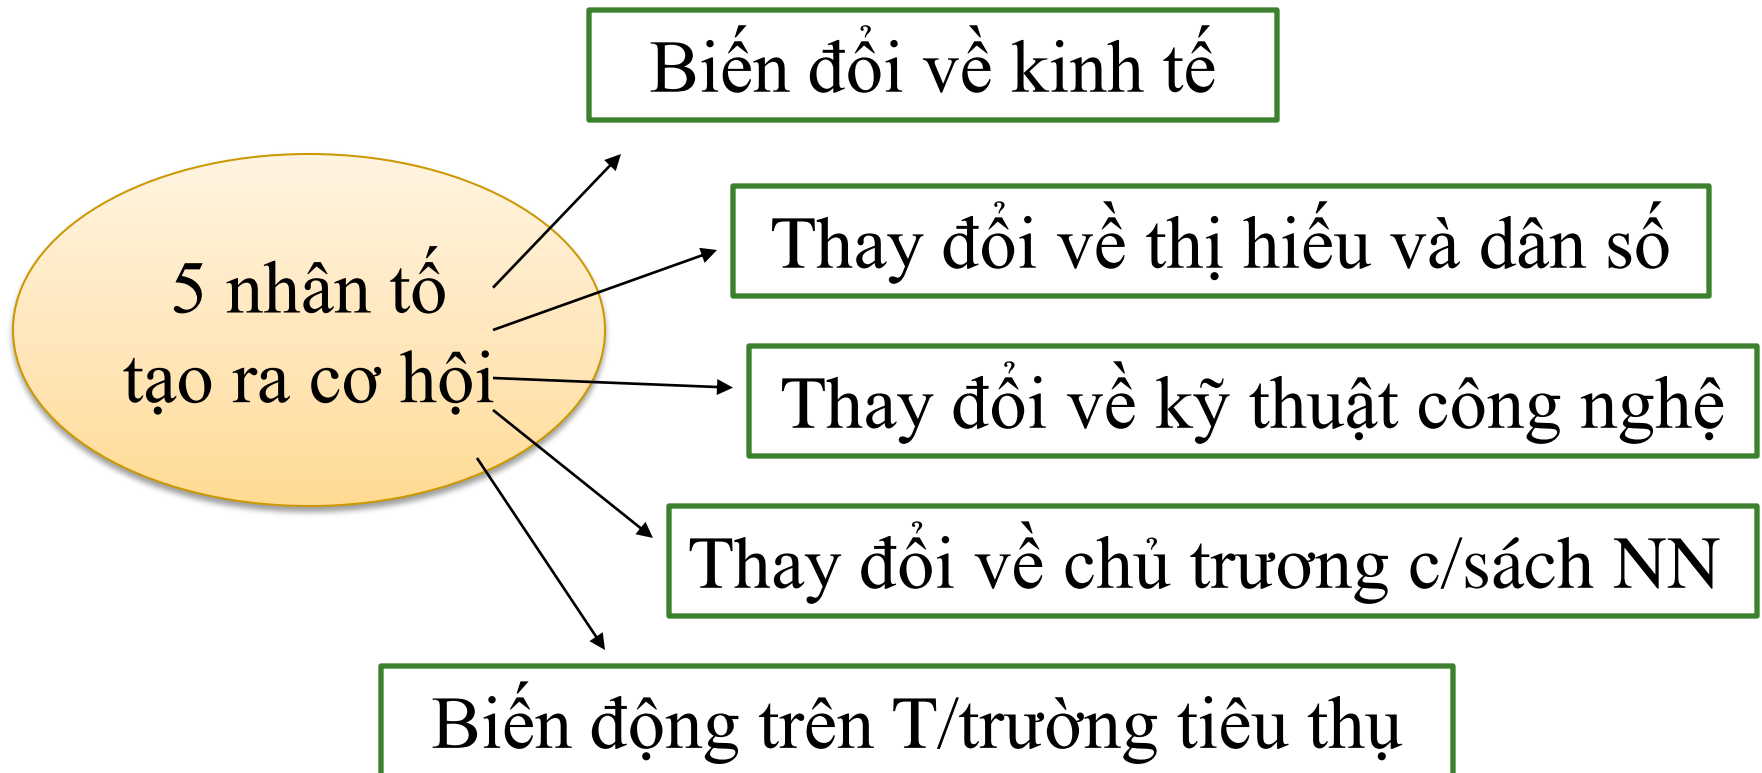 Biến đổi về kinh tế
5 nhân tố
tạo ra cơ hội
Thay đổi về thị hiếu và dân số
Thay đổi về kỹ thuật công nghệ
Thay đổi về chủ trương c/sách NN
Biến động trên T/trường tiêu thụ